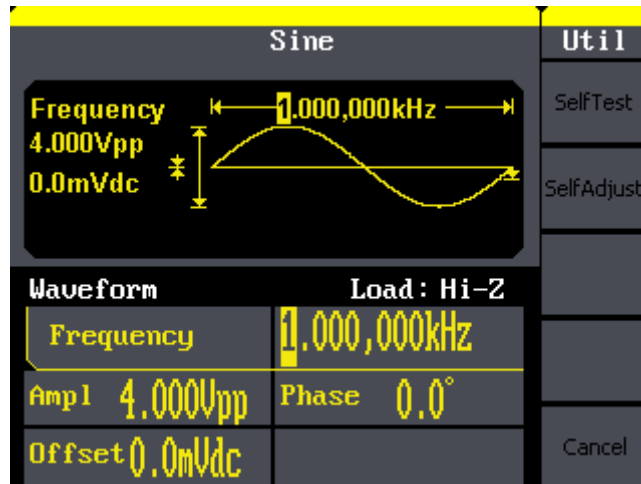 Sine
Util
Frequency
1.000,000kHz
4.000Vpp
0.0mVdc
SelfTest
SelfAdjust
Waveform
Load: Hi-Z
Frequency
1.000,000kHz
Ampl 4.000Vpp
Phase 0.0°
Offset 0.0mVdc
Cancel